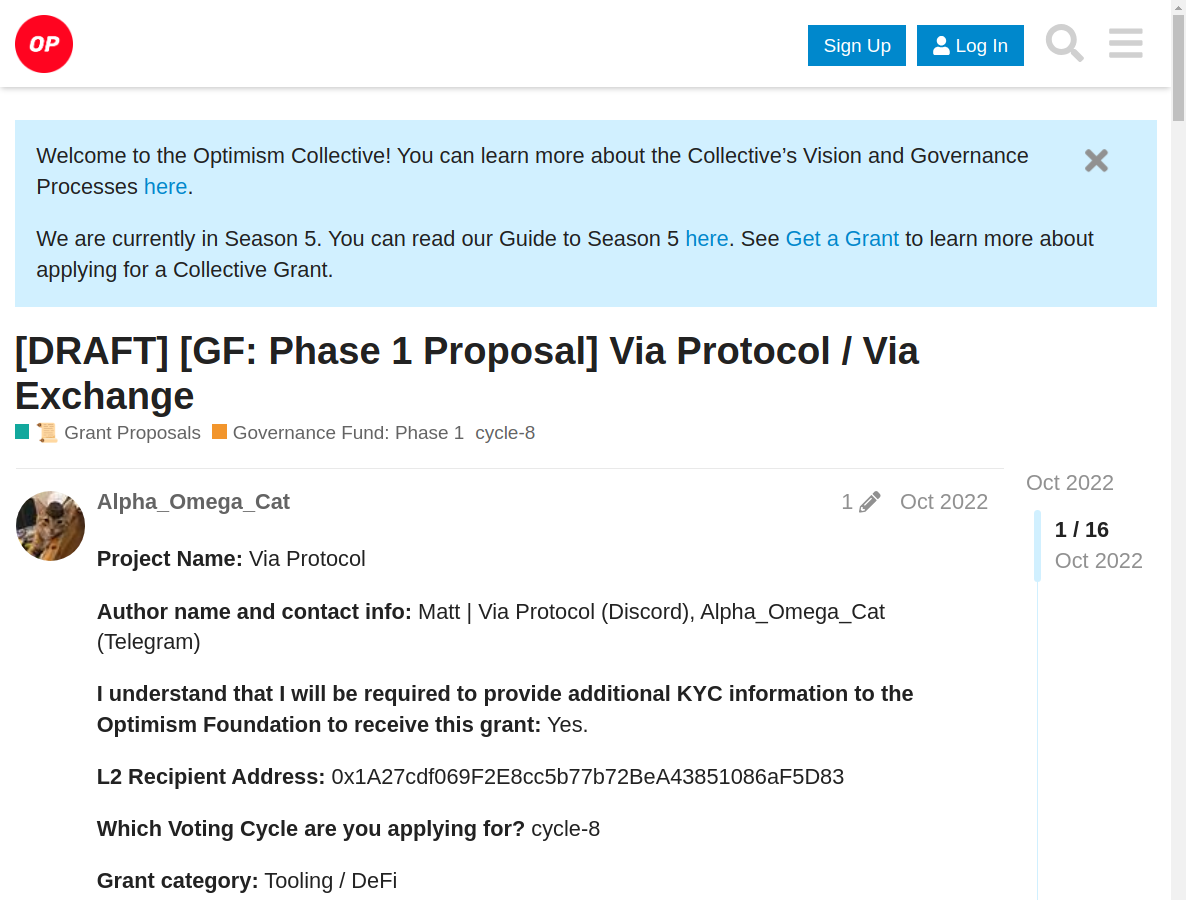 OP
Sign Up
Log In
Welcome to the Optimism Collective! You can learn more about the Collective’s Vision and Governance
Processes here.
We are currently in Season 5. You can read our Guide to Season 5 here. See Get a Grant to learn more about
applying for a Collective Grant.
[DRAFT] [GF: Phase 1 Proposal] Via Protocol / Via
Exchange
📜 Grant Proposals Governance Fund: Phase 1 cycle-8
Alpha_Omega_Cat
1
Oct 2022
Oct 2022
1 / 16
Oct 2022
Project Name: Via Protocol
Author name and contact info: Matt | Via Protocol (Discord), Alpha_Omega_Cat
(Telegram)
I understand that I will be required to provide additional KYC information to the
Optimism Foundation to receive this grant: Yes.
L2 Recipient Address: 0x1A27cdf069F2E8cc5b77b72BeA43851086aF5D83
Which Voting Cycle are you applying for? cycle-8
Grant category: Tooling / DeFi